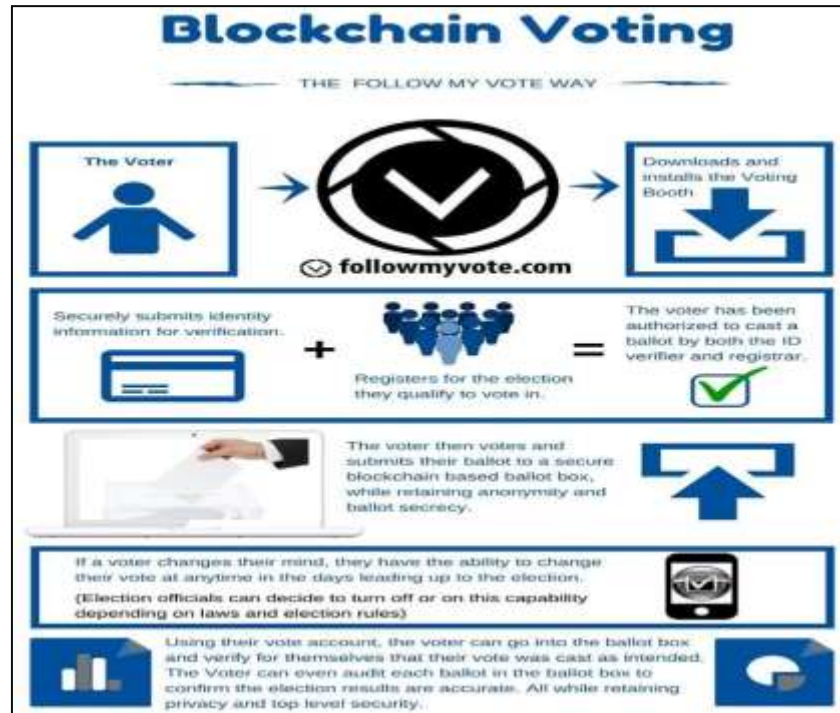 Blockchain Voting
THE FOLLOW MY VOTE WAY
The Voter
followmyvote.com
Downloads and
installs the Voting
Booth
Securely submits identity
information for verification.
+
Registers for the election
they qualify to vote in.
=
The voter has been
authorized to cast a
ballot by both the ID
verifier and registrar.
The voter then votes and
submits their ballot to a secure
blockchain based ballot box,
while retaining anonymity and
ballot secrecy.
If a voter changes their mind, they have the ability to change
their vote at anytime in the days leading up to the election.
(Election officials can decide to turn off or on this capability
depending on laws and election rules)
Using their vote account, the voter can go into the ballot box
and verify for themselves that their vote was cast as intended.
The Voter can even audit each ballot in the ballot box to
confirm the election results are accurate. All while retaining
privacy and top level security.